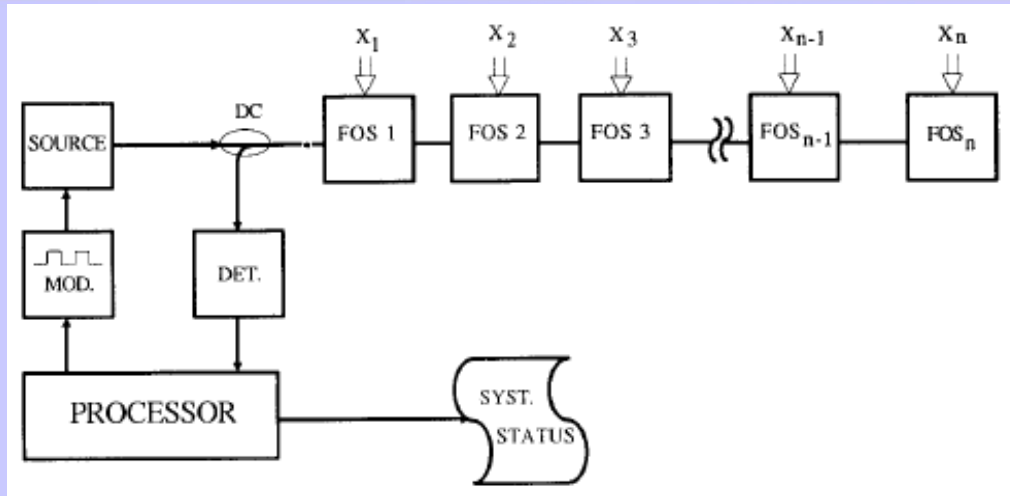 X1 X2 X3 Xn-1 Xn
DC
SOURCE
FOS 1 FOS 2 FOS 3 FOSn-1 FOSn
MOD.
DET.
PROCESSOR
SYST.
STATUS